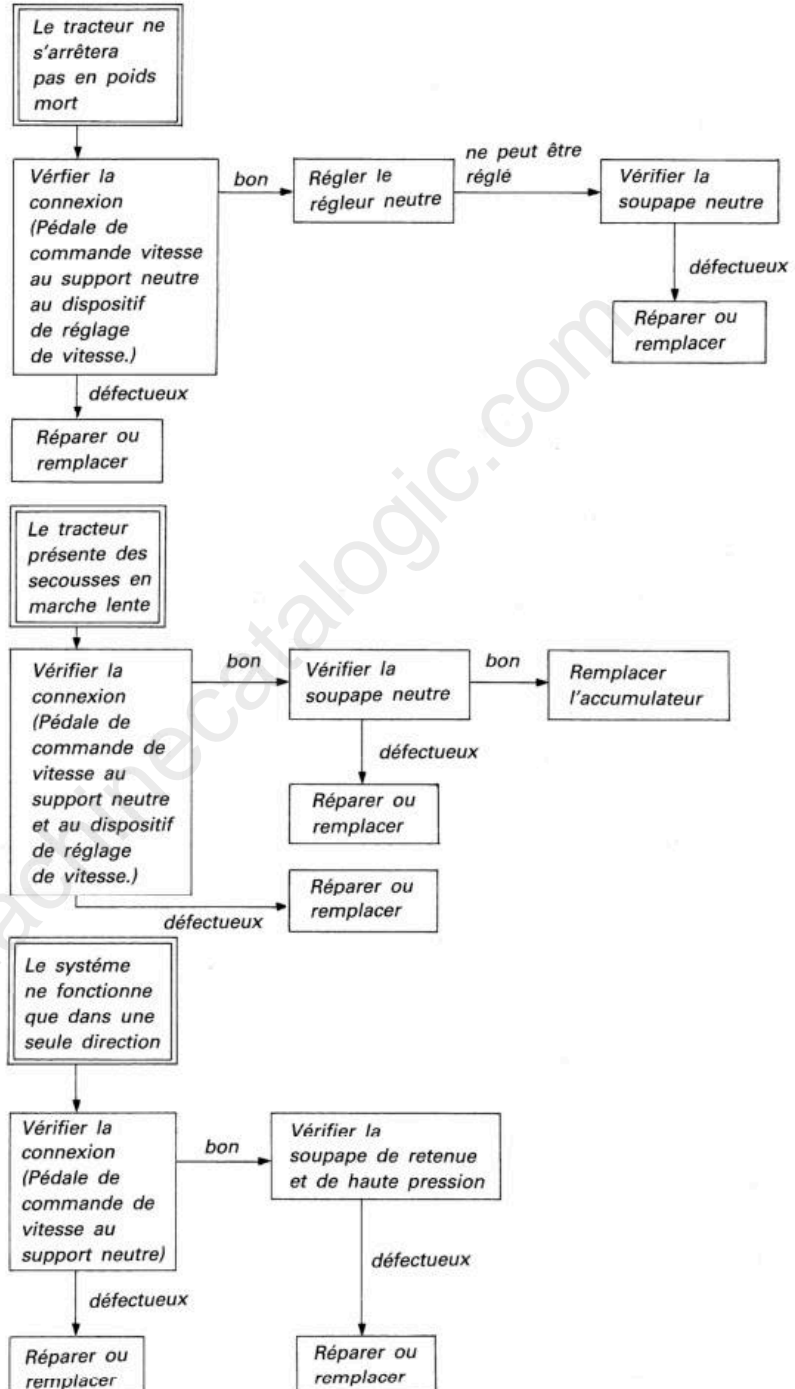 Le tracteur ne
s'arrêtera
pas en poids
mort
Vérfier la
connexion
(Pédale de
commande vitesse
au support neutre
au dispositif
de réglage
de vitesse.)
bon
Régler le
régleur neutre
ne peut être
réglé
Vérifier la
soupape neutre
défectueux
Réparer ou
remplacer
défectueux
Réparer ou
remplacer
Le tracteur
présente des
secousses en
marche lente
Vérifier la
connexion
(Pédale de
commande de
vitesse au
support neutre
et au dispositif
de réglage
de vitesse.)
bon
Vérifier la
soupape neutre
bon
Remplacer
l'accumulateur
défectueux
Réparer ou
remplacer
défectueux
Réparer ou
remplacer
Le systéme
ne fonctionne
que dans une
seule direction
Vérifier la
connexion
(Pédale de
commande de
vitesse au
support neutre)
bon
Vérifier la
soupape de retenue
et de haute pression
défectueux
Réparer ou
remplacer
défectueux
Réparer ou
remplacer
achinecatalogic.com